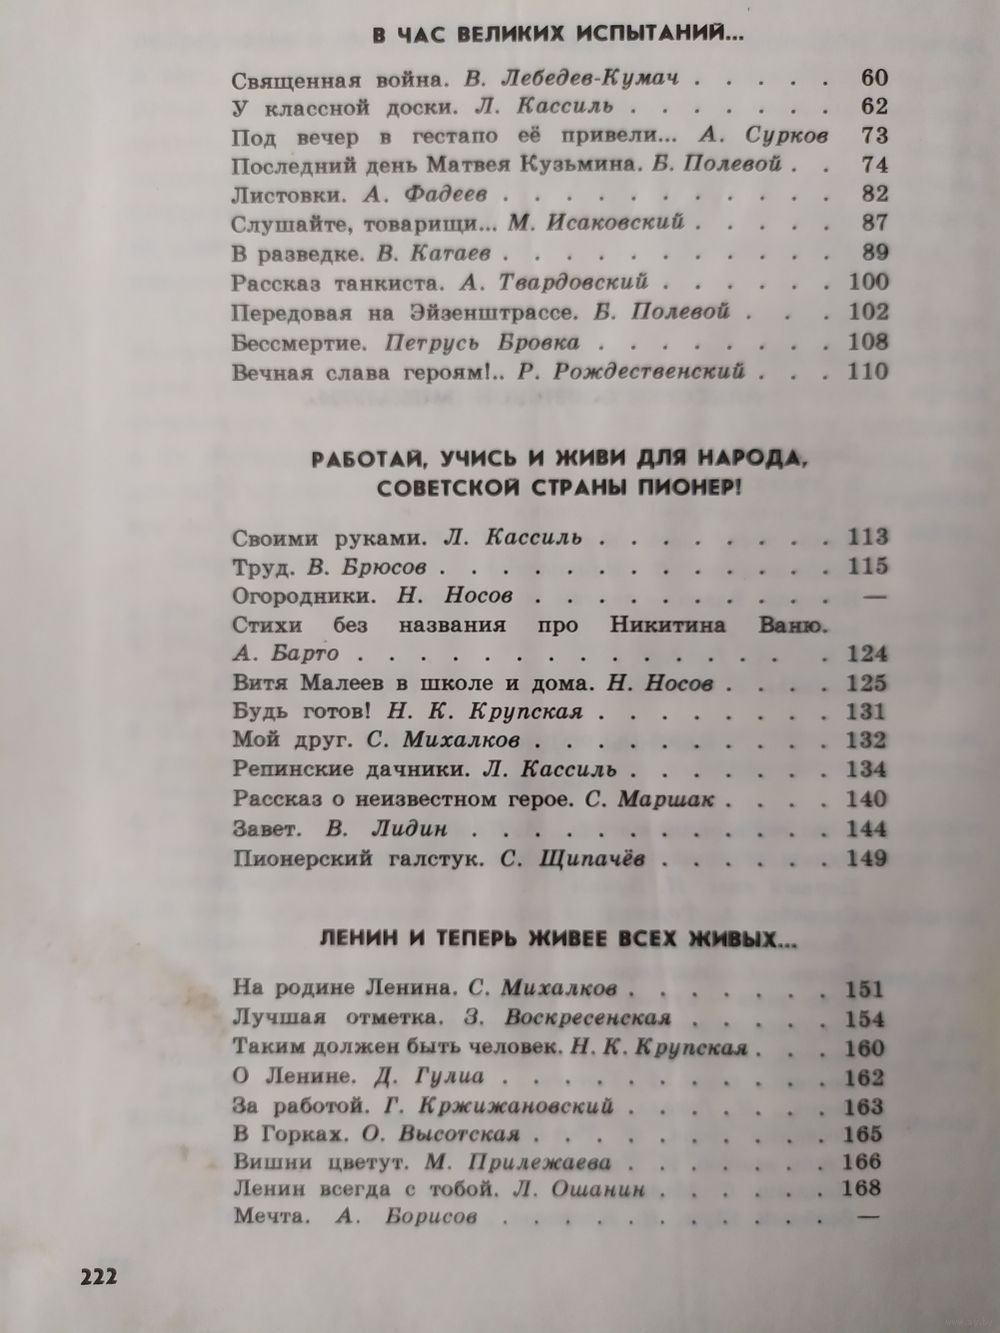 В ЧАС ВЕЛИКИХ ИСПЫТАНИЙ...
Священная война. В. Лебедев-Кумач . . . . . 60
У классной доски. Л. Кассиль . . . . . . . 62
Под вечер в гестапо её привели... А. Сурков 73
Последний день Матвея Кузьмина. Б. Полевой . . 74
Листовки. А. Фадеев . . . . . . . . . . . 82
Слушайте, товарищи... М. Исаковский . . . . . 87
В разведке. В. Катаев . . . . . . . . . . . 89
Рассказ танкиста. А. Твардовский . . . . . . 100
Передовая на Эйзенштрассе. Б. Полевой . . . 102
Бессмертие. Петрусь Бровка . . . . . . . . 108
Вечная слава героям!.. Р. Рождественский . . . 110
РАБОТАЙ, УЧИСЬ И ЖИВИ ДЛЯ НАРОДА,
СОВЕТСКОЙ СТРАНЫ ПИОНЕР!
Своими руками. Л. Кассиль . . . . . . . . 113
Труд. В. Брюсов . . . . . . . . . . . . . 115
Огородники. Н. Носов . . . . . . . . . . —
Стихи без названия про Никитина Ваню.
А. Барто . . . . . . . . . . . . . . . 124
Витя Малеев в школе и дома. Н. Носов . . . . 125
Будь готов! Н. К. Крупская . . . . . . . . 131
Мой друг. С. Михалков . . . . . . . . . . 132
Репинские дачники. Л. Кассиль . . . . . . . 134
Рассказ о неизвестном герое. С. Маршак . . . . 140
Завет. В. Лидин . . . . . . . . . . . . 144
Пионерский галстук. С. Щипачёв . . . . . . 149
ЛЕНИН И ТЕПЕРЬ ЖИВЕЕ ВСЕХ ЖИВЫХ...
На родине Ленина. С. Михалков . . . . . . . 151
Лучшая отметка. З. Воскресенская . . . . . 154
Таким должен быть человек. Н. К. Крупская . . . 160
О Ленине. Д. Гулиа . . . . . . . . . . . 162
За работой. Г. Кржижановский . . . . . . . 163
В Горках. О. Высотская . . . . . . . . . . 165
Вишни цветут. М. Прилежаева . . . . . . . 166
Ленин всегда с тобой. Л. Ошанин . . . . . . 168
Мечта. А. Борисов . . . . . . . . . . . —
222